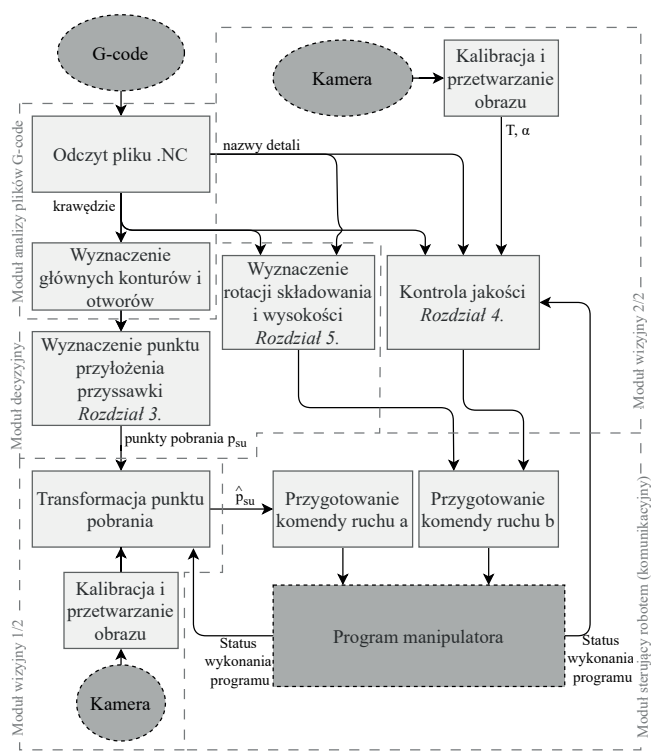 G-code
Kamera
Kalibracja i
przetwarzanie
obrazu
T, α
Odczyt pliku .NC
nazwy detali
krawędzie
Moduł analizy plików G-code
Wyznaczenie
głównych konturów i
otworów
Wyznaczenie
rotacji składowania
i wysokości
Rozdział 5.
Kontrola jakości
Rozdział 4.
Moduł wizyjny 2/2
Wyznaczenie punktu
przyłożenia
przyssawki
Rozdział 3.
Moduł decyzyjny
punkty pobrania p_su
Transformacja punktu
pobrania
p̂_su
Przygotowanie
komendy ruchu a
Przygotowanie
komendy ruchu b
Kalibracja i
przetwarzanie
obrazu
Program manipulatora
Status
wykonania
programu
Status
wykonania
programu
Kamera
Moduł wizyjny 1/2
Moduł sterujący robotem (komunikacyjny)